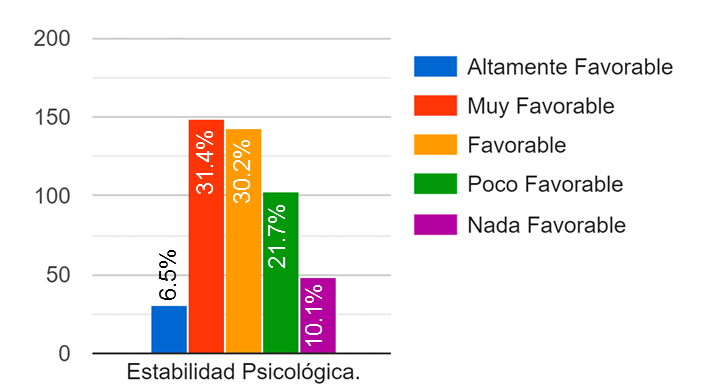 200
150
100
50
0
6.5%
31.4%
30.2%
21.7%
10.1%
Estabilidad Psicológica.
Altamente Favorable
Muy Favorable
Favorable
Poco Favorable
Nada Favorable